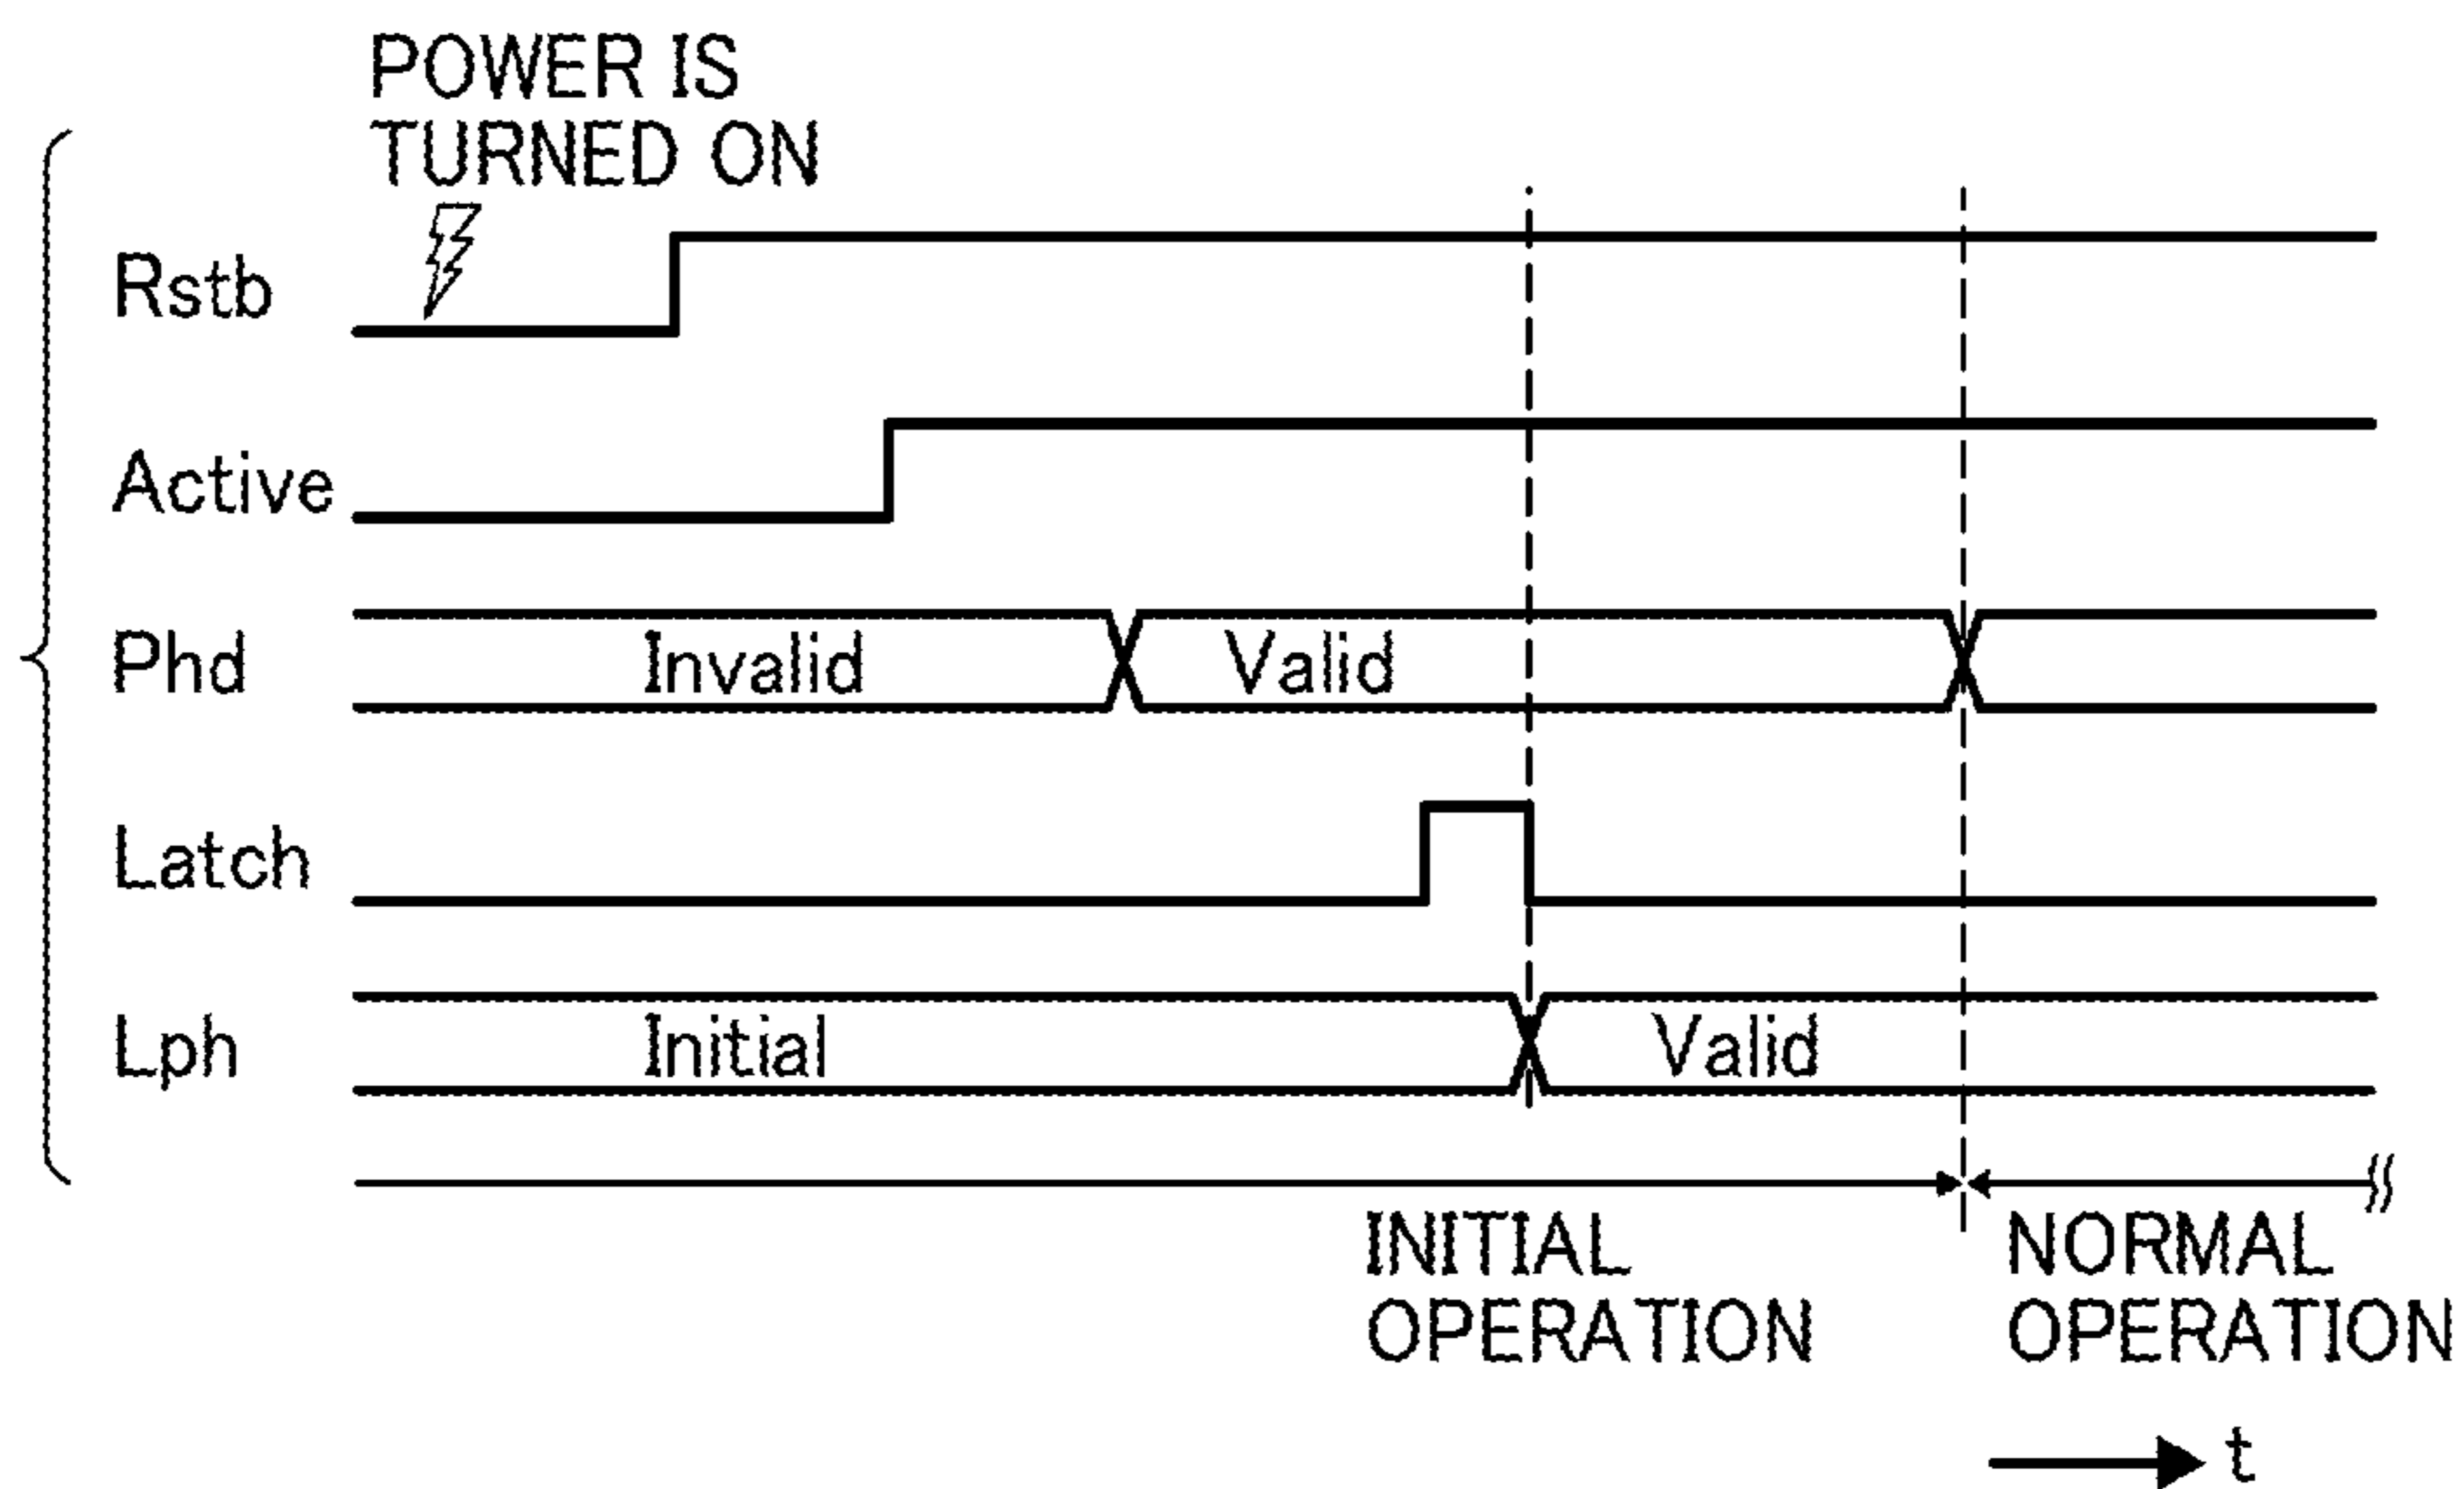 POWER IS
TURNED ON
Rstb
Active
Phd Invalid Valid
Latch
Lph Initial Valid
INITIAL
OPERATION
NORMAL
OPERATION
t